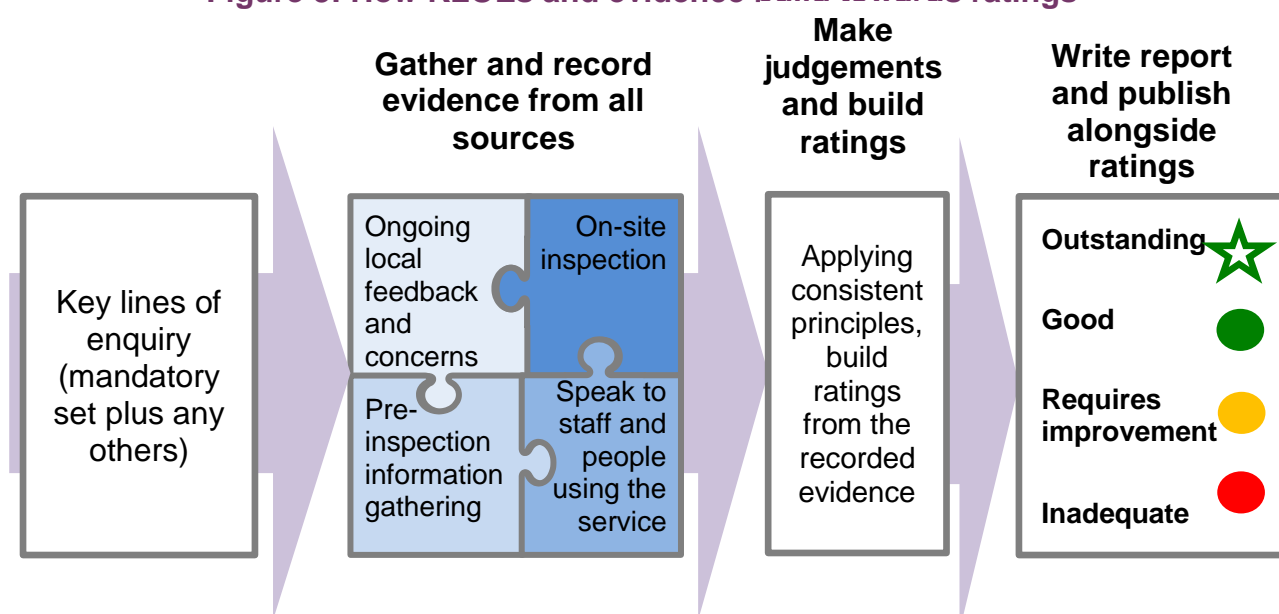 Gather and record
evidence from all
sources
Make
judgements
and build
ratings
Write report
and publish
alongside
ratings
Key lines of
enquiry
(mandatory
set plus any
others)
Ongoing
local
feedback
and
concerns
On-site
inspection
Pre-
inspection
information
gathering
Speak to
staff and
people
using the
service
Applying
consistent
principles,
build
ratings
from the
recorded
evidence
Outstanding
Good
Requires
improvement
Inadequate